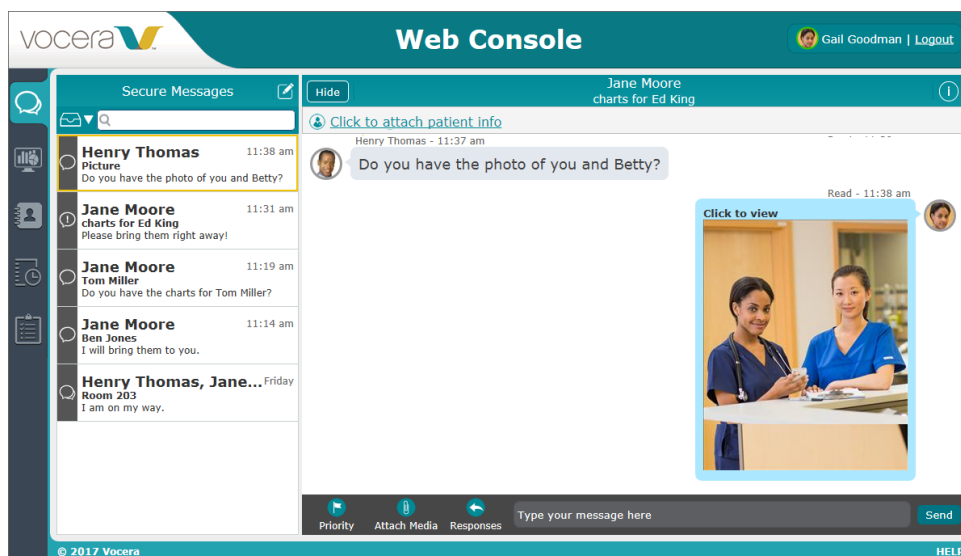 vocera
Web Console
Gail Goodman | Logout
Secure Messages
Henry Thomas 11:38 am
Picture
Do you have the photo of you and Betty?
Jane Moore 11:31 am
charts for Ed King
Please bring them right away!
Jane Moore 11:19 am
Tom Miller
Do you have the charts for Tom Miller?
Jane Moore 11:14 am
Ben Jones
I will bring them to you.
Henry Thomas, Jane... Friday
Room 203
I am on my way.
Hide
Jane Moore
charts for Ed King
Click to attach patient info
Henry Thomas - 11:37 am
Do you have the photo of you and Betty?
Read - 11:38 am
Click to view
Priority Attach Media Responses Type your message here Send
© 2017 Vocera HELP